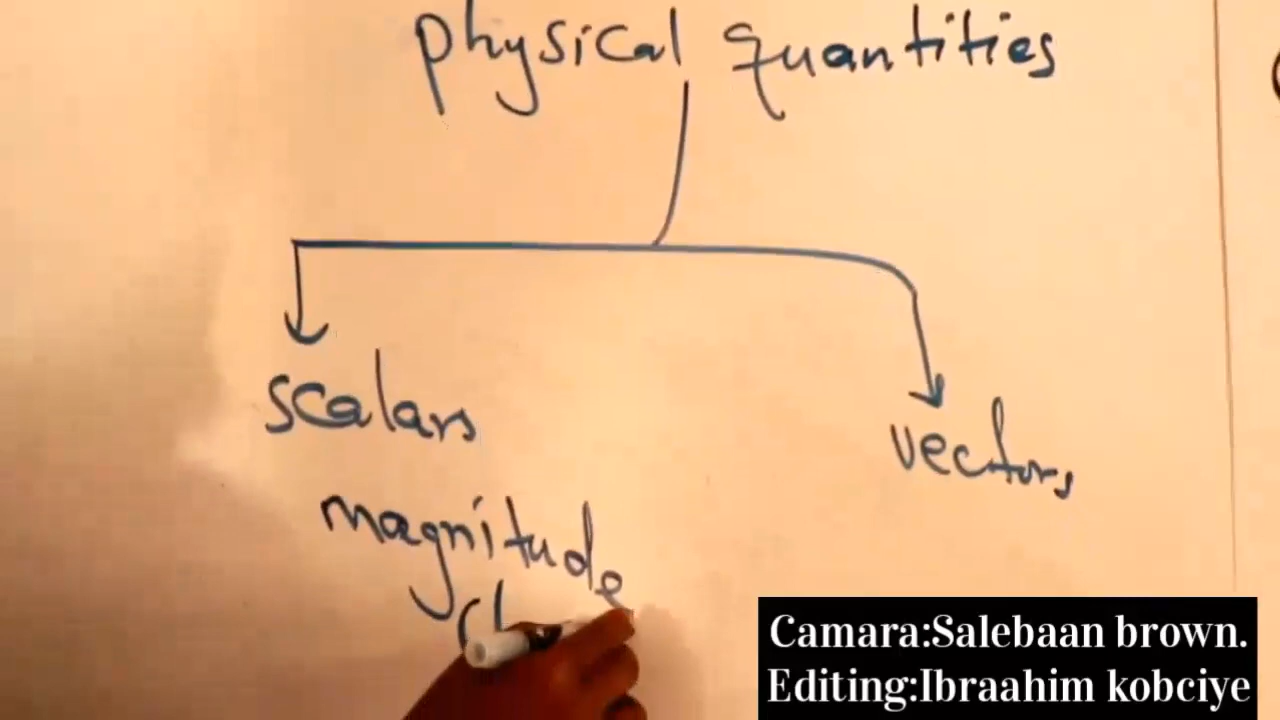 physical quantities
scalars
vectors
magnitude
Camara:Salebaan brown.
Editing:Ibraahim kobciye